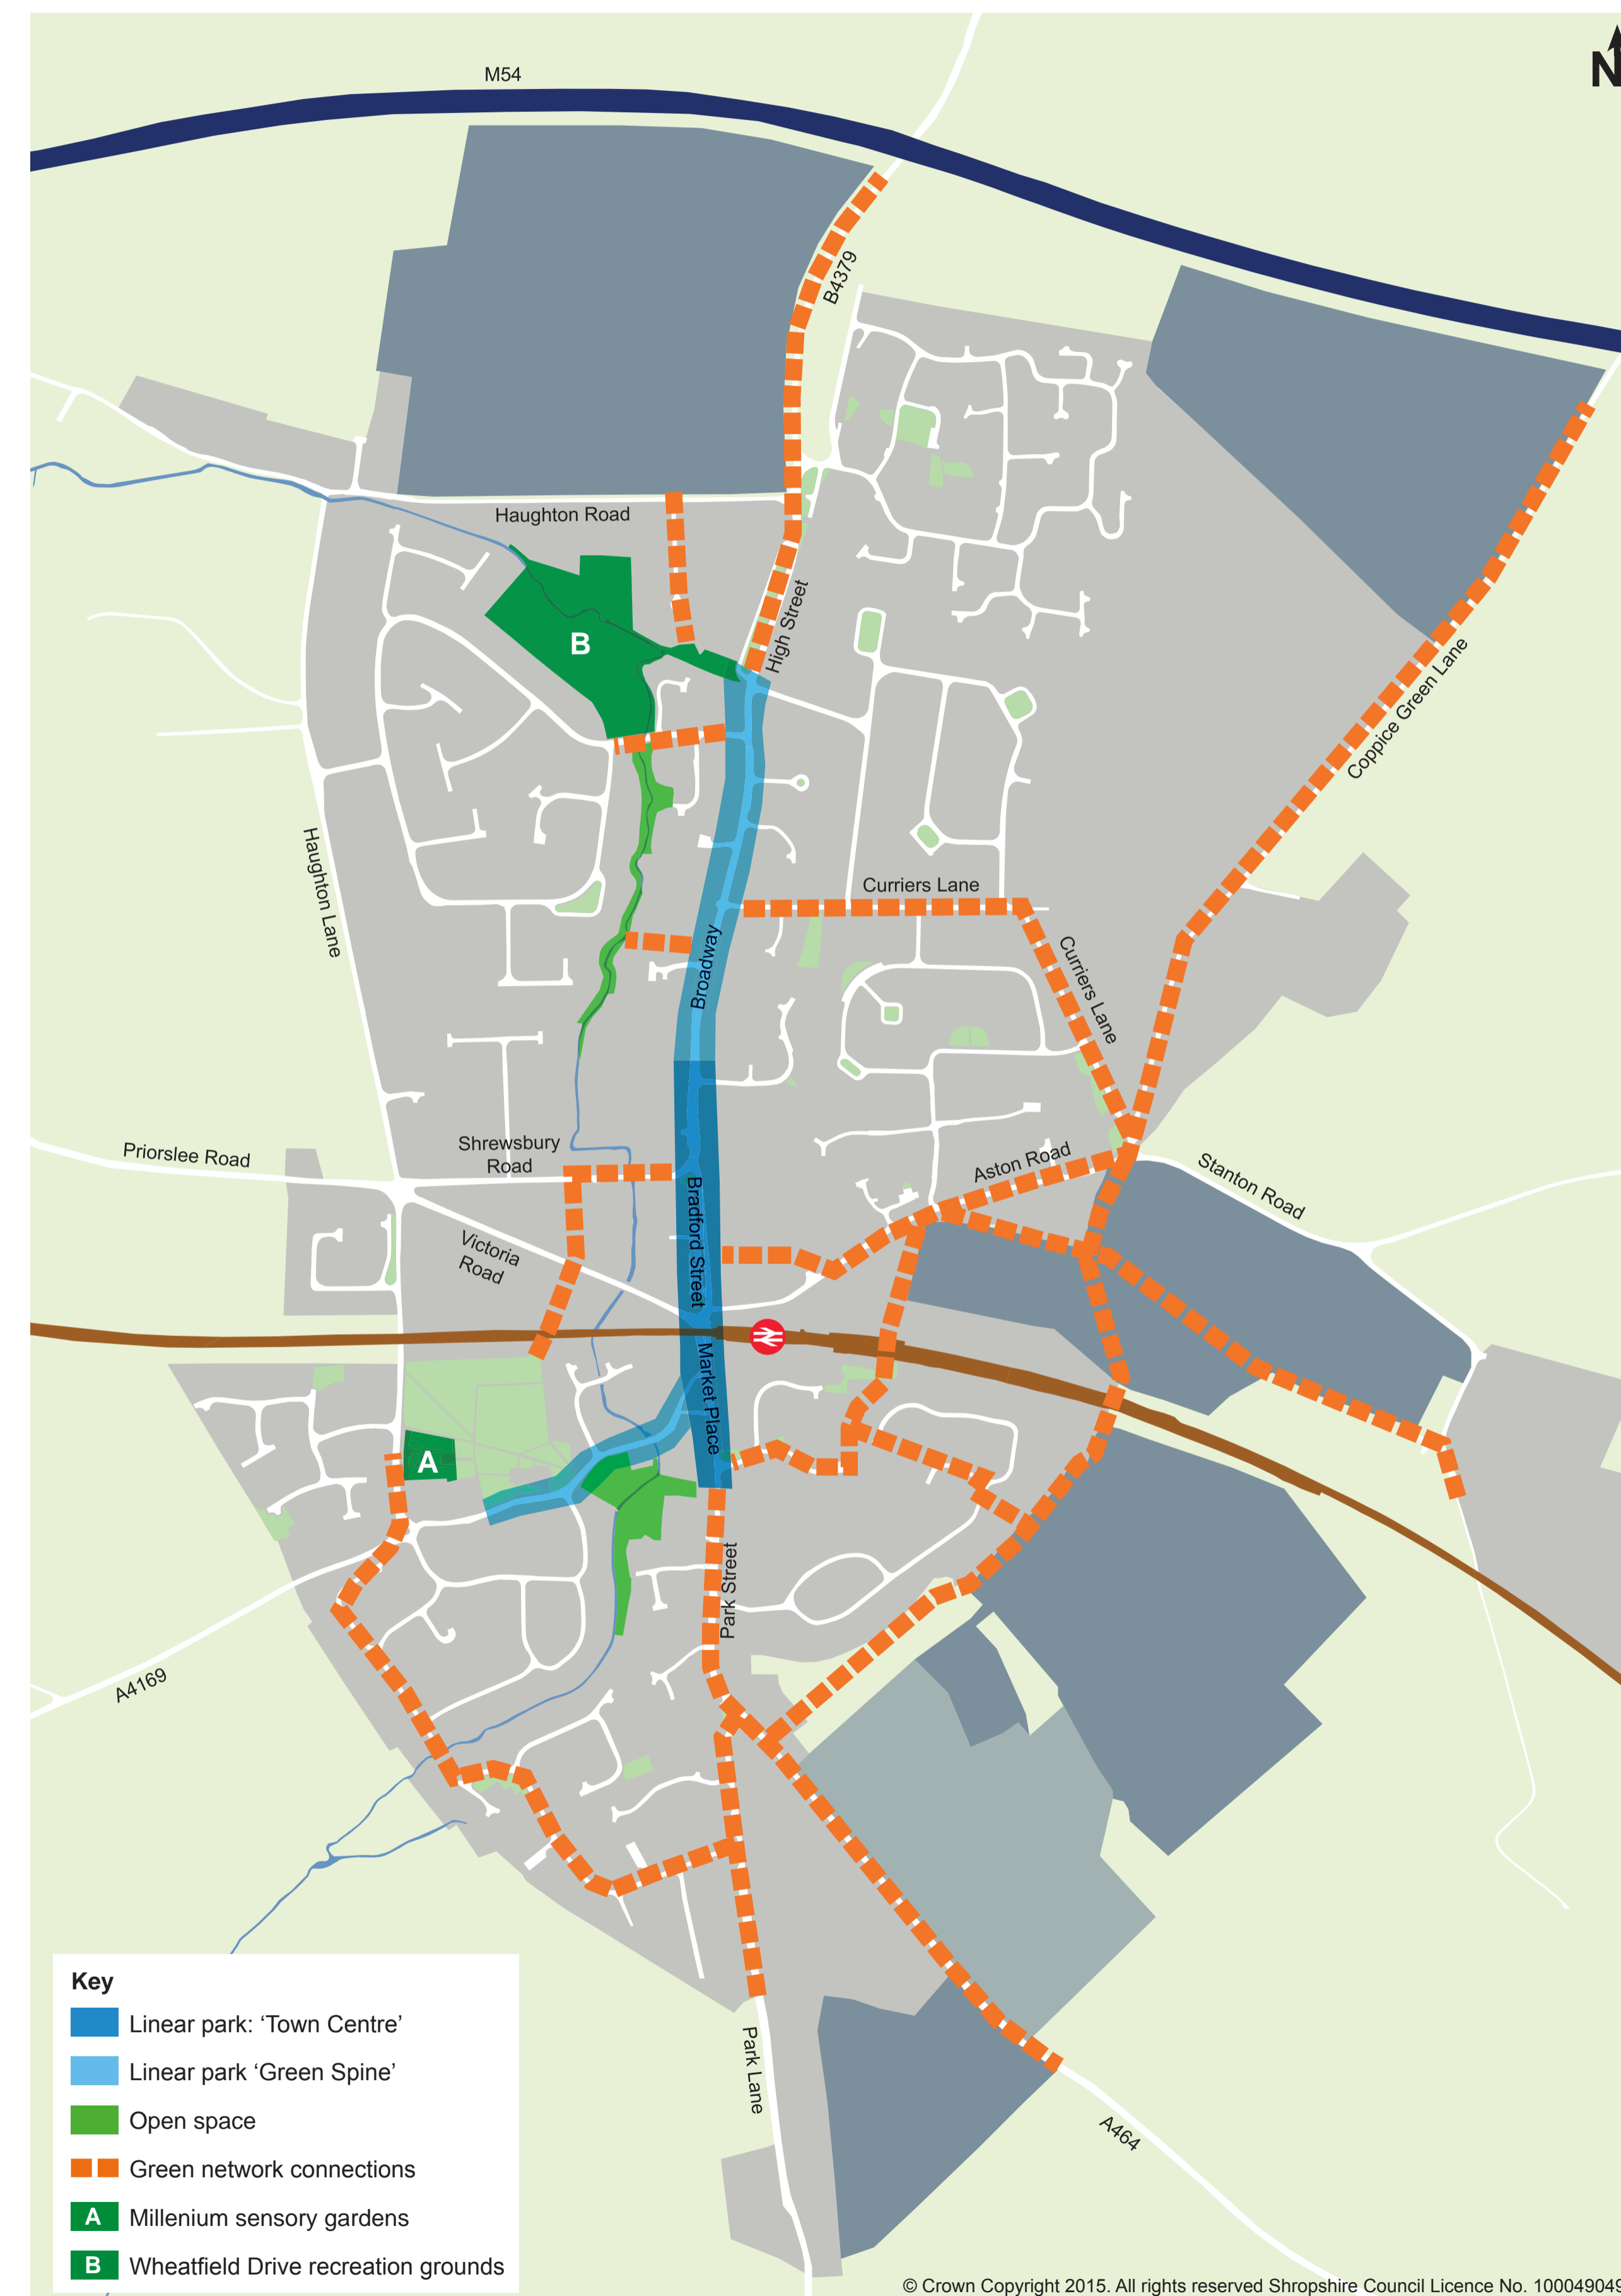 M54
N
B4379
Haughton Road
High Street
Coppice Green Lane
Haughton Lane
Curriers Lane
Broadway
Curriers Lane
Priorslee Road
Shrewsbury
Road
Aston Road
Stanton Road
Bradford Street
Victoria
Road
Market Place
Park Street
A4169
Park Lane
A464
B
A
Key
Linear park: ‘Town Centre’
Linear park ‘Green Spine’
Open space
Green network connections
A Millenium sensory gardens
B Wheatfield Drive recreation grounds
© Crown Copyright 2015. All rights reserved Shropshire Council Licence No. 100049049